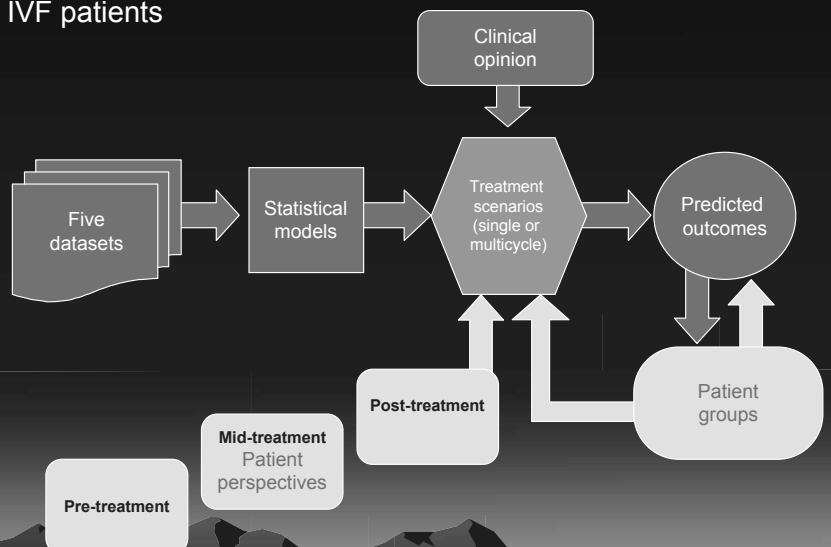 IVF patients
Clinical
opinion
Five
datasets
Statistical
models
Treatment
scenarios
(single or
multicycle)
Predicted
outcomes
Post-treatment
Patient
groups
Mid-treatment
Patient
perspectives
Pre-treatment